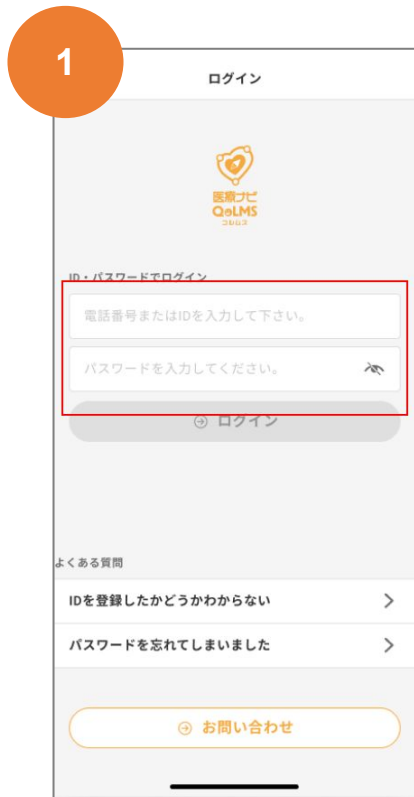 1
ログイン
医療ナビ
QOLMS
コルムス
ID・パスワードでログイン
電話番号またはIDを入力して下さい。
パスワードを入力してください。
ログイン
よくある質問
IDを登録したかどうかわからない
パスワードを忘れてしまいました
お問い合わせ